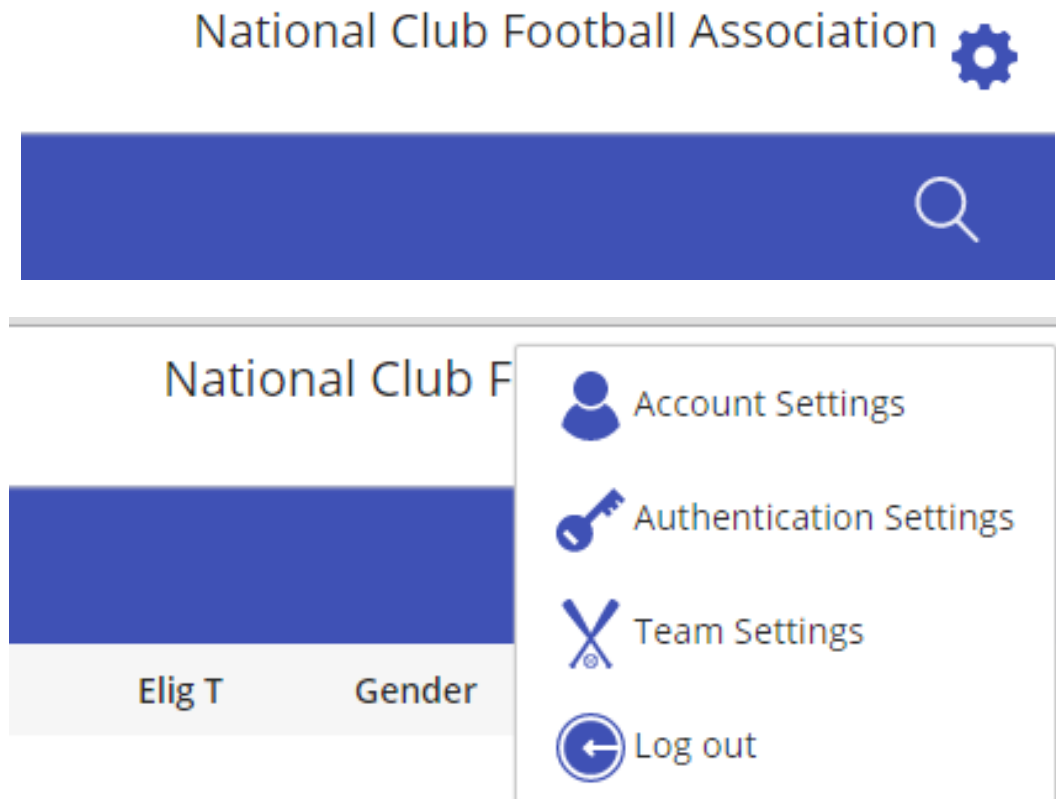 National Club Football Association
National Club F
Account Settings
Authentication Settings
Team Settings
Elig T Gender
Log out